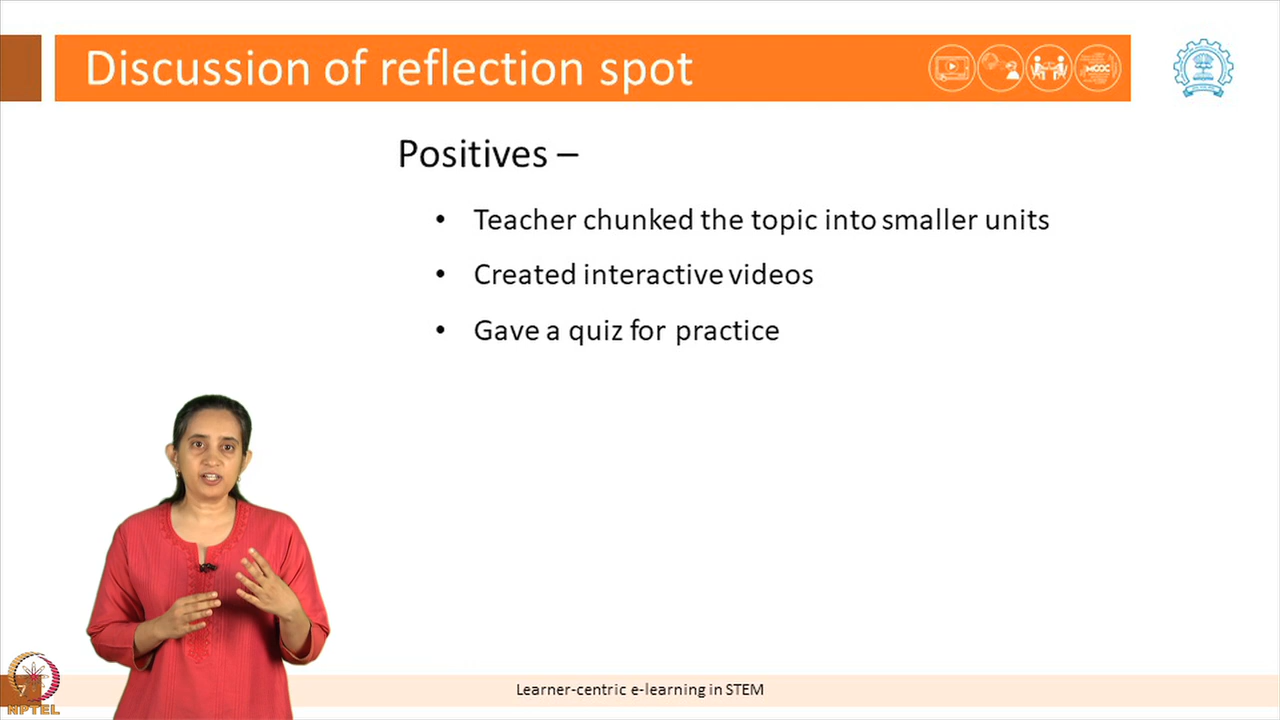 Discussion of reflection spot
MOOC
Positives –
• Teacher chunked the topic into smaller units
• Created interactive videos
• Gave a quiz for practice
7
NPTEL
Learner-centric e-learning in STEM